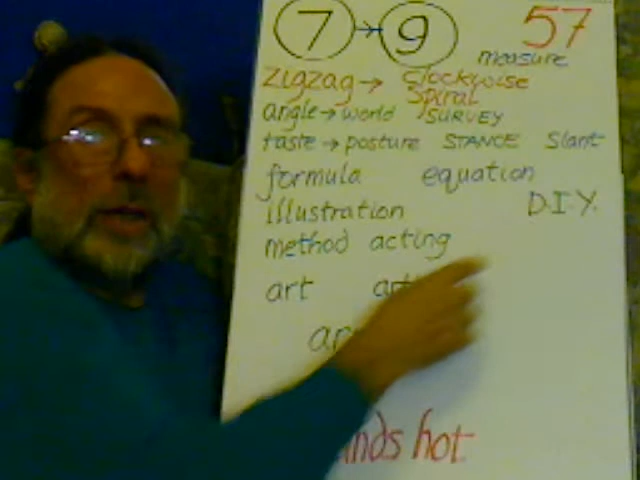 7 → 9 57
measure
zigzag → clockwise
spiral
angle → world SURVEY
taste → posture STANCE Slant
formula equation
illustration D.I.Y.
method acting
art
hot